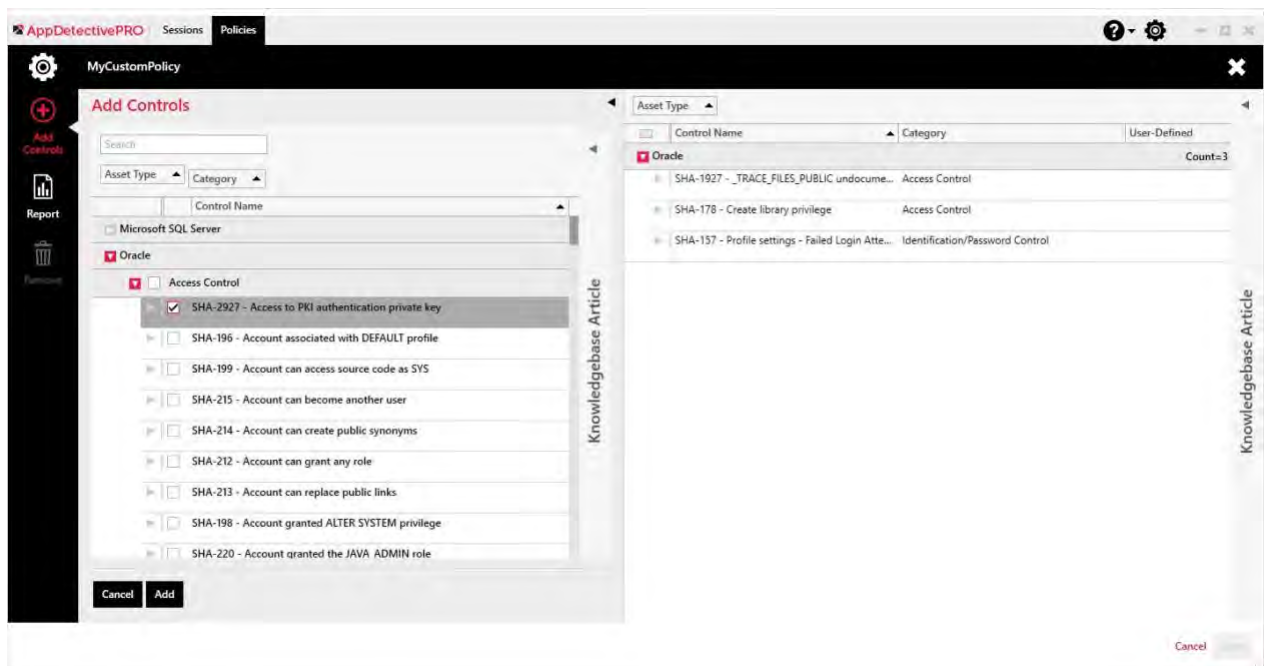 AppDetectivePRO Sessions Policies
MyCustomPolicy
Add Controls
Report
Remove
Add Controls
Search
Asset Type Category
Control Name
Microsoft SQL Server
Oracle
Access Control
SHA-2927 - Access to PKI authentication private key
SHA-196 - Account associated with DEFAULT profile
SHA-199 - Account can access source code as SYS
SHA-215 - Account can become another user
SHA-214 - Account can create public synonyms
SHA-212 - Account can grant any role
SHA-213 - Account can replace public links
SHA-198 - Account granted ALTER SYSTEM privilege
SHA-220 - Account granted the JAVA_ADMIN role
Cancel Add
Knowledgebase Article
Asset Type
Control Name Category User-Defined
Oracle Count=3
SHA-1927 - _TRACE_FILES_PUBLIC undocume... Access Control
SHA-178 - Create library privilege Access Control
SHA-157 - Profile settings - Failed Login Atte... Identification/Password Control
Knowledgebase Article
Cancel